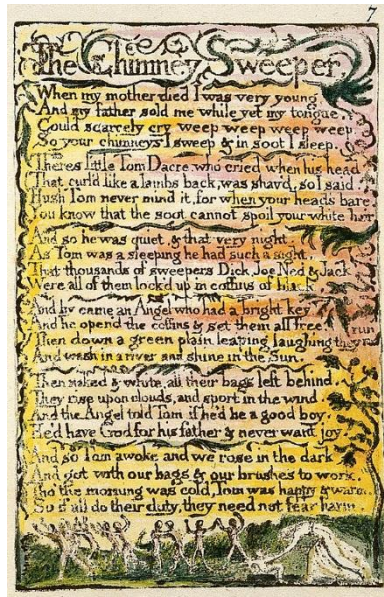 7
The Chimney Sweeper
When my mother died I was very young,
And my father sold me while yet my tongue,
Could scarcely cry weep weep weep weep.
So your chimneys I sweep & in soot I sleep.
Theres little Tom Dacre, who cried when his head
That curl'd like a lambs back, was shav'd, so I said.
Hush Tom never mind it, for when your heads bare,
You know that the soot cannot spoil your white hair
And so he was quiet, & that very night,
As Tom was a sleeping he had such a sight,
That thousands of sweepers Dick, Joe, Ned & Jack
Were all of them lock'd up in coffins of black,
And by came an Angel who had a bright key,
And he open'd the coffins & set them all free.
Then down a green plain leaping laughing they run
And wash in a river and shine in the Sun.
Then naked & white, all their bags left behind,
They rise upon clouds, and sport in the wind.
And the Angel told Tom, if he'd be a good boy,
He'd have God for his father & never want joy.
And so Tom awoke and we rose in the dark
And got with our bags & our brushes to work.
Tho' the morning was cold, Tom was happy & warm,
So if all do their duty, they need not fear harm.